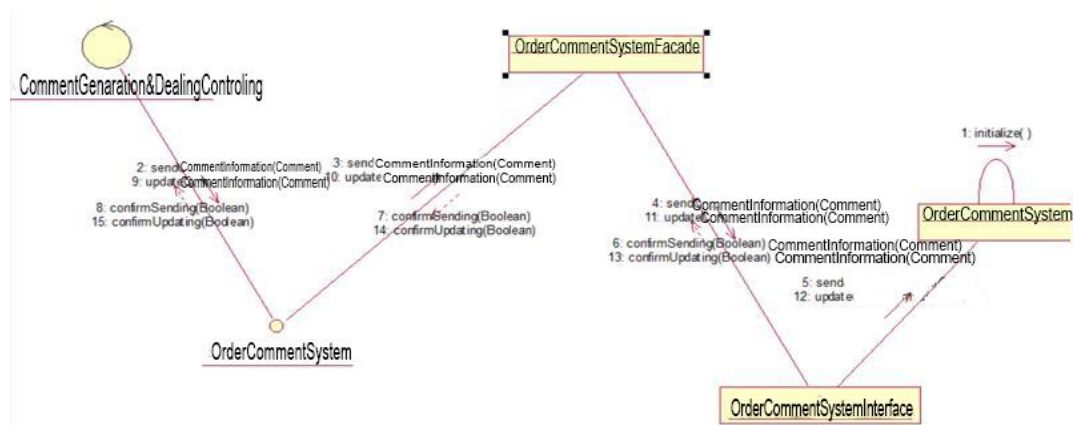 OrderCommentSystemFacade
CommentGenaration&DealingControling
1: initialize( )
2: sendCommentInformation(Comment)
9: updateCommentInformation(Comment)
3: sendCommentInformation(Comment)
10: updateCommentInformation(Comment)
8: confirmSending(Boolean)
15: confirmUpdating(Boolean)
7: confirmSending(Boolean)
14: confirmUpdating(Boolean)
4: sendCommentInformation(Comment)
11: updateCommentInformation(Comment)
OrderCommentSystem
6: confirmSending(Boolean) CommentInformation(Comment)
13: confirmUpdating(Boolean) CommentInformation(Comment)
5: send
12: update
OrderCommentSystem
OrderCommentSystemInterface